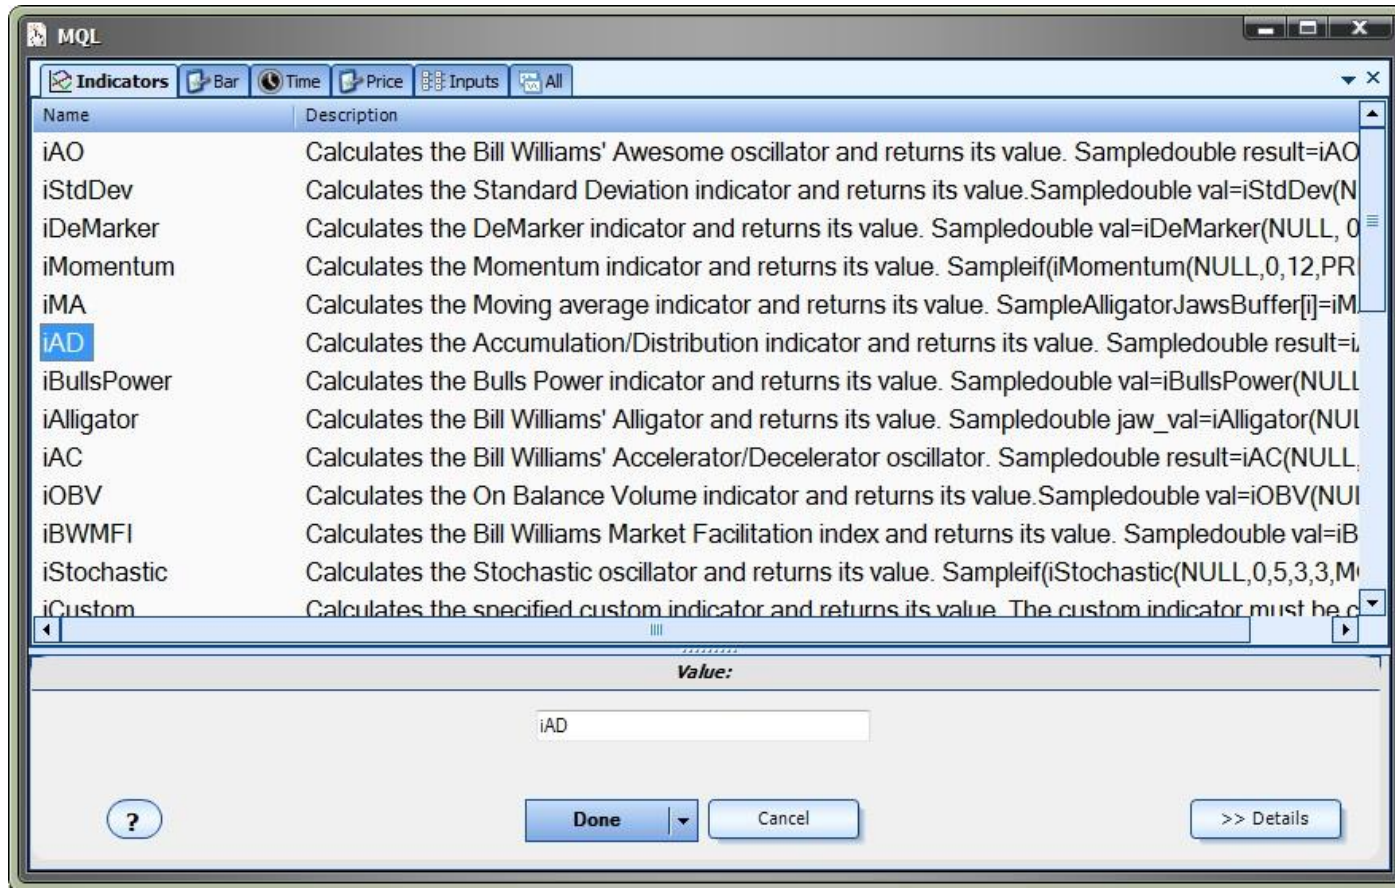 MQL
Indicators Bar Time Price Inputs All
Name Description
iAO Calculates the Bill Williams' Awesome oscillator and returns its value. Sampledouble result=iAO
iStdDev Calculates the Standard Deviation indicator and returns its value.Sampledouble val=iStdDev(N
iDeMarker Calculates the DeMarker indicator and returns its value. Sampledouble val=iDeMarker(NULL, 0
iMomentum Calculates the Momentum indicator and returns its value. Sampleif(iMomentum(NULL,0,12,PRI
iMA Calculates the Moving average indicator and returns its value. SampleAlligatorJawsBuffer[i]=iM
iAD Calculates the Accumulation/Distribution indicator and returns its value. Sampledouble result=i
iBullsPower Calculates the Bulls Power indicator and returns its value. Sampledouble val=iBullsPower(NULL
iAlligator Calculates the Bill Williams' Alligator and returns its value. Sampledouble jaw_val=iAlligator(NUL
iAC Calculates the Bill Williams' Accelerator/Decelerator oscillator. Sampledouble result=iAC(NULL,
iOBV Calculates the On Balance Volume indicator and returns its value.Sampledouble val=iOBV(NUL
iBWMFI Calculates the Bill Williams Market Facilitation index and returns its value. Sampledouble val=iB
iStochastic Calculates the Stochastic oscillator and returns its value. Sampleif(iStochastic(NULL,0,5,3,3,M
iCustom Calculates the specified custom indicator and returns its value. The custom indicator must be c
Value:
iAD
? Done Cancel >> Details